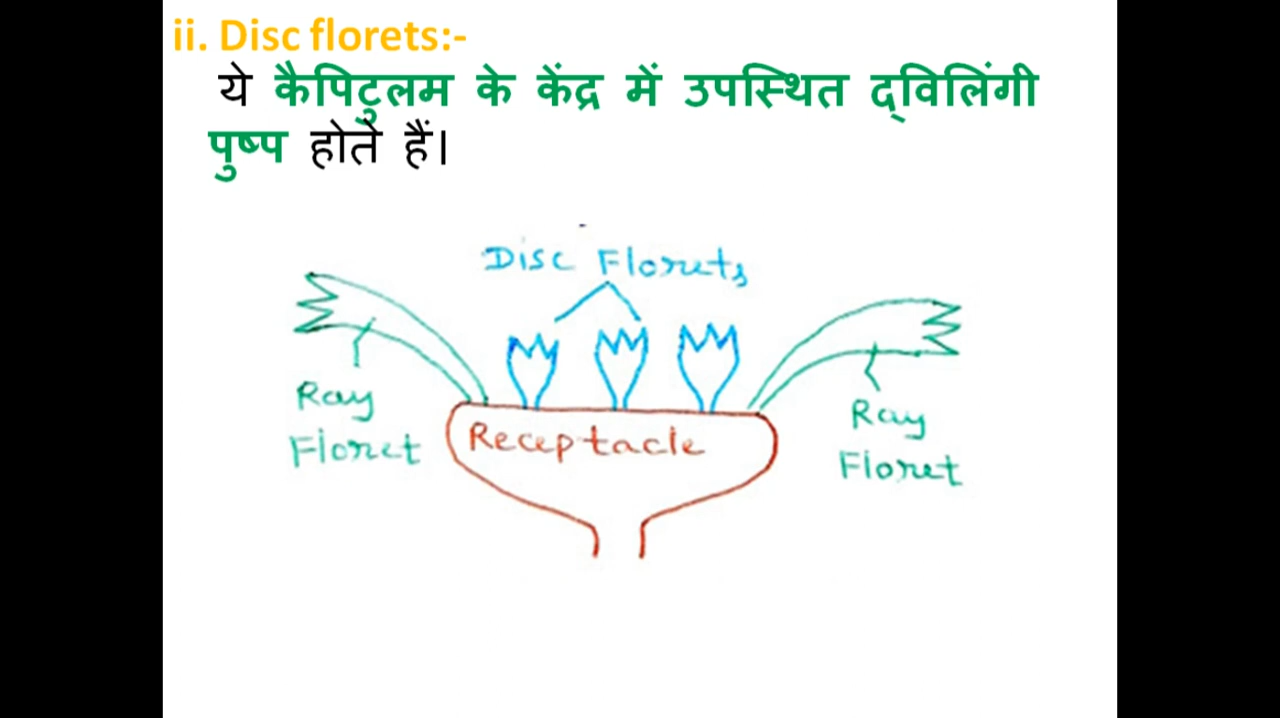 ii. Disc florets:-
ये कैपिटुलम के केंद्र में उपस्थित द्विलिंगी
पुष्प होते हैं।
Disc Florets
Ray
Floret
Receptacle
Ray
Floret